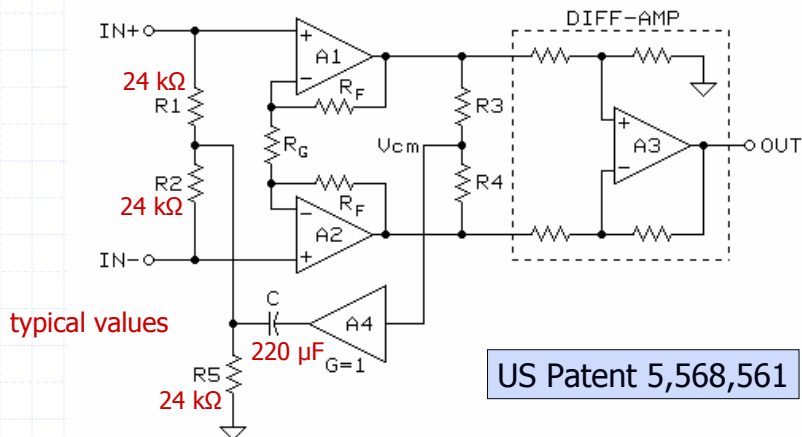 DIFF-AMP
IN+
+
A1
−
24 kΩ
R1
RF
R3
RG
Vcm
+
A3
−
OUT
R2
24 kΩ
RF
R4
−
A2
+
IN-
typical values
C
220 µF
A4
G=1
R5
24 kΩ
US Patent 5,568,561